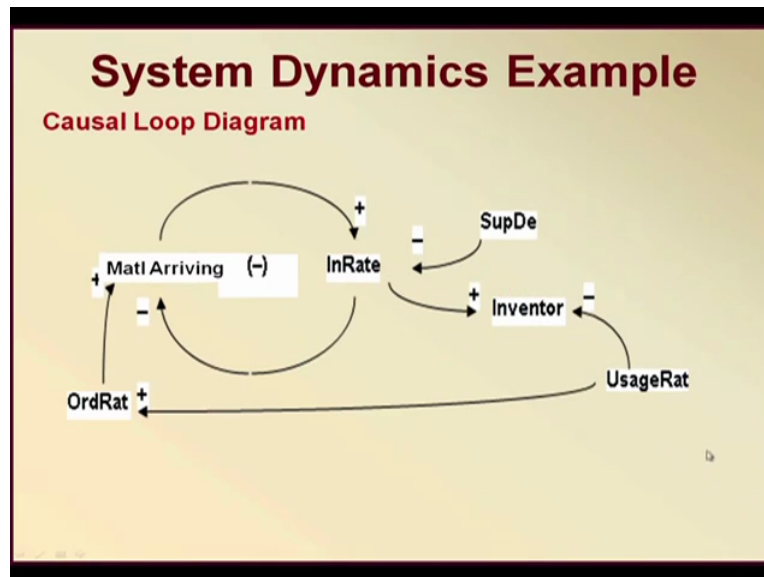 System Dynamics Example
Causal Loop Diagram
+
SupDe
−
+ Matl Arriving (−) InRate
+ Inventor −
−
UsageRat
OrdRat +